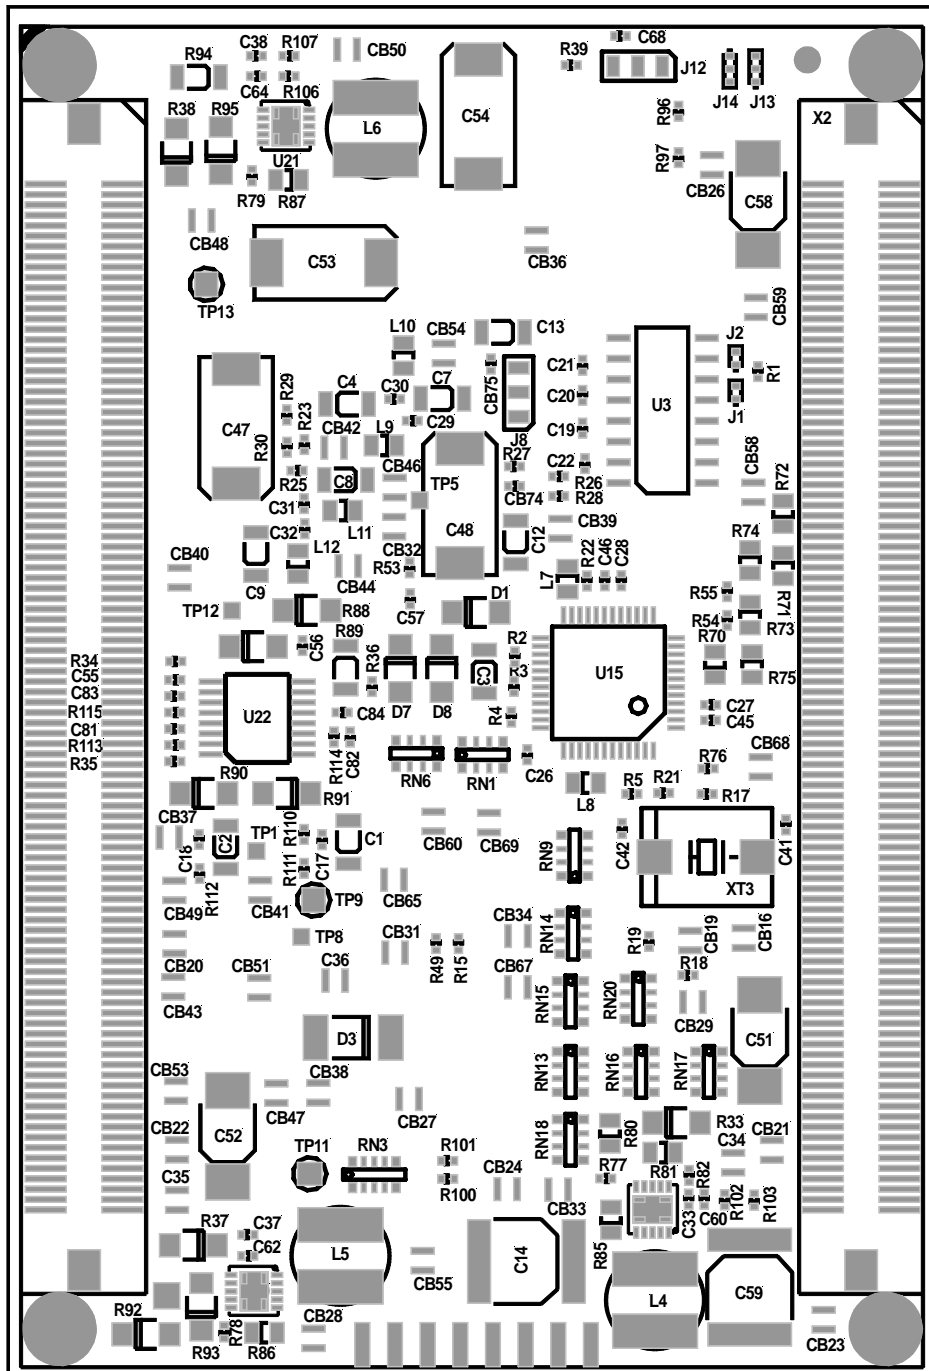 C38 R107
CB50
C68
R94
R39
J12
C64 R106
J14 J13
R38 R95
L6
C54
R96
X2
U21
R97
R79 R87
CB26
C58
CB48
C53
CB36
TP13
CB59
L10 CB54
C13
J2
C21
R1
R29
C4 C30 C7
CB75
C20
U3
J1
C47
R23
C29
J8
C19
R30
CB42
L9
R27
CB58
R25
C8
CB46
TP5
C22
R26
R72
C31
CB74
R28
C32
L11
C48
C12
CB39
R74
L12
CB32
R22 C46 C28
CB40
CB44
R53
L7
C9
C57
R55
R71
TP12
R88
D1
R54
R73
R89
R2
R70
R34
C56
R36
C3 R3
U15
R75
C55
C83
C27
R115
U22
C84
D7 D8
R4
C45
C81
R113
R114 C82
CB68
R35
RN6 RN1
C26
R76
R90
R91
L8
R5 R21
R17
CB37
R110
C2
TP1
C1
CB60
CB69
RN9
C42
C41
C18
R111
C17
XT3
R112
CB49
CB41
TP9
CB65
TP8
CB34
RN14
R19
CB19
CB16
CB20
CB51
C36
CB31
R49 R15
CB67
R18
RN15
RN20
CB43
CB29
D3
C51
CB53
CB38
RN13 RN16 RN17
CB47
CB27
CB22
C52
RN18
R80
R33
CB21
C34
TP11
RN3
R101
C35
R100
CB24
R77
R81
R82
CB33
R37
C37
C33 C60 R102 R103
C62
L5
C14
R85
CB55
L4
C59
R92
CB28
R93
R78
R86
CB23